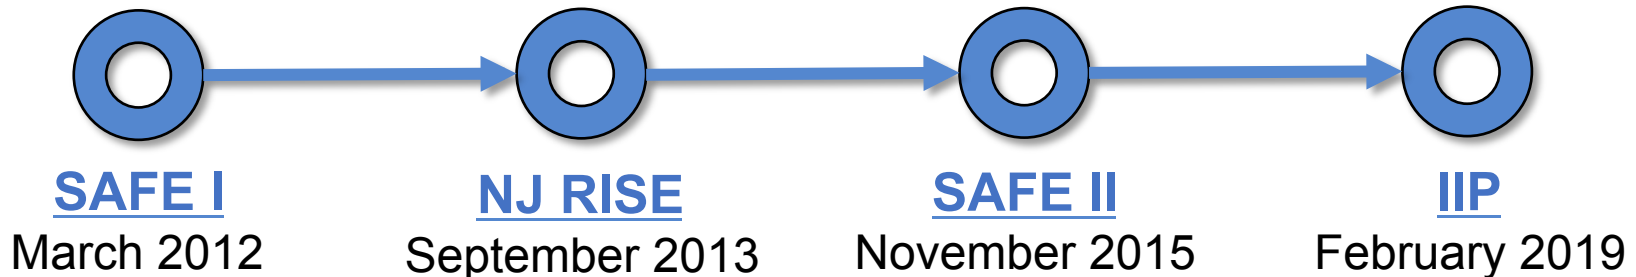 SAFE I
March 2012
NJ RISE
September 2013
SAFE II
November 2015
IIP
February 2019